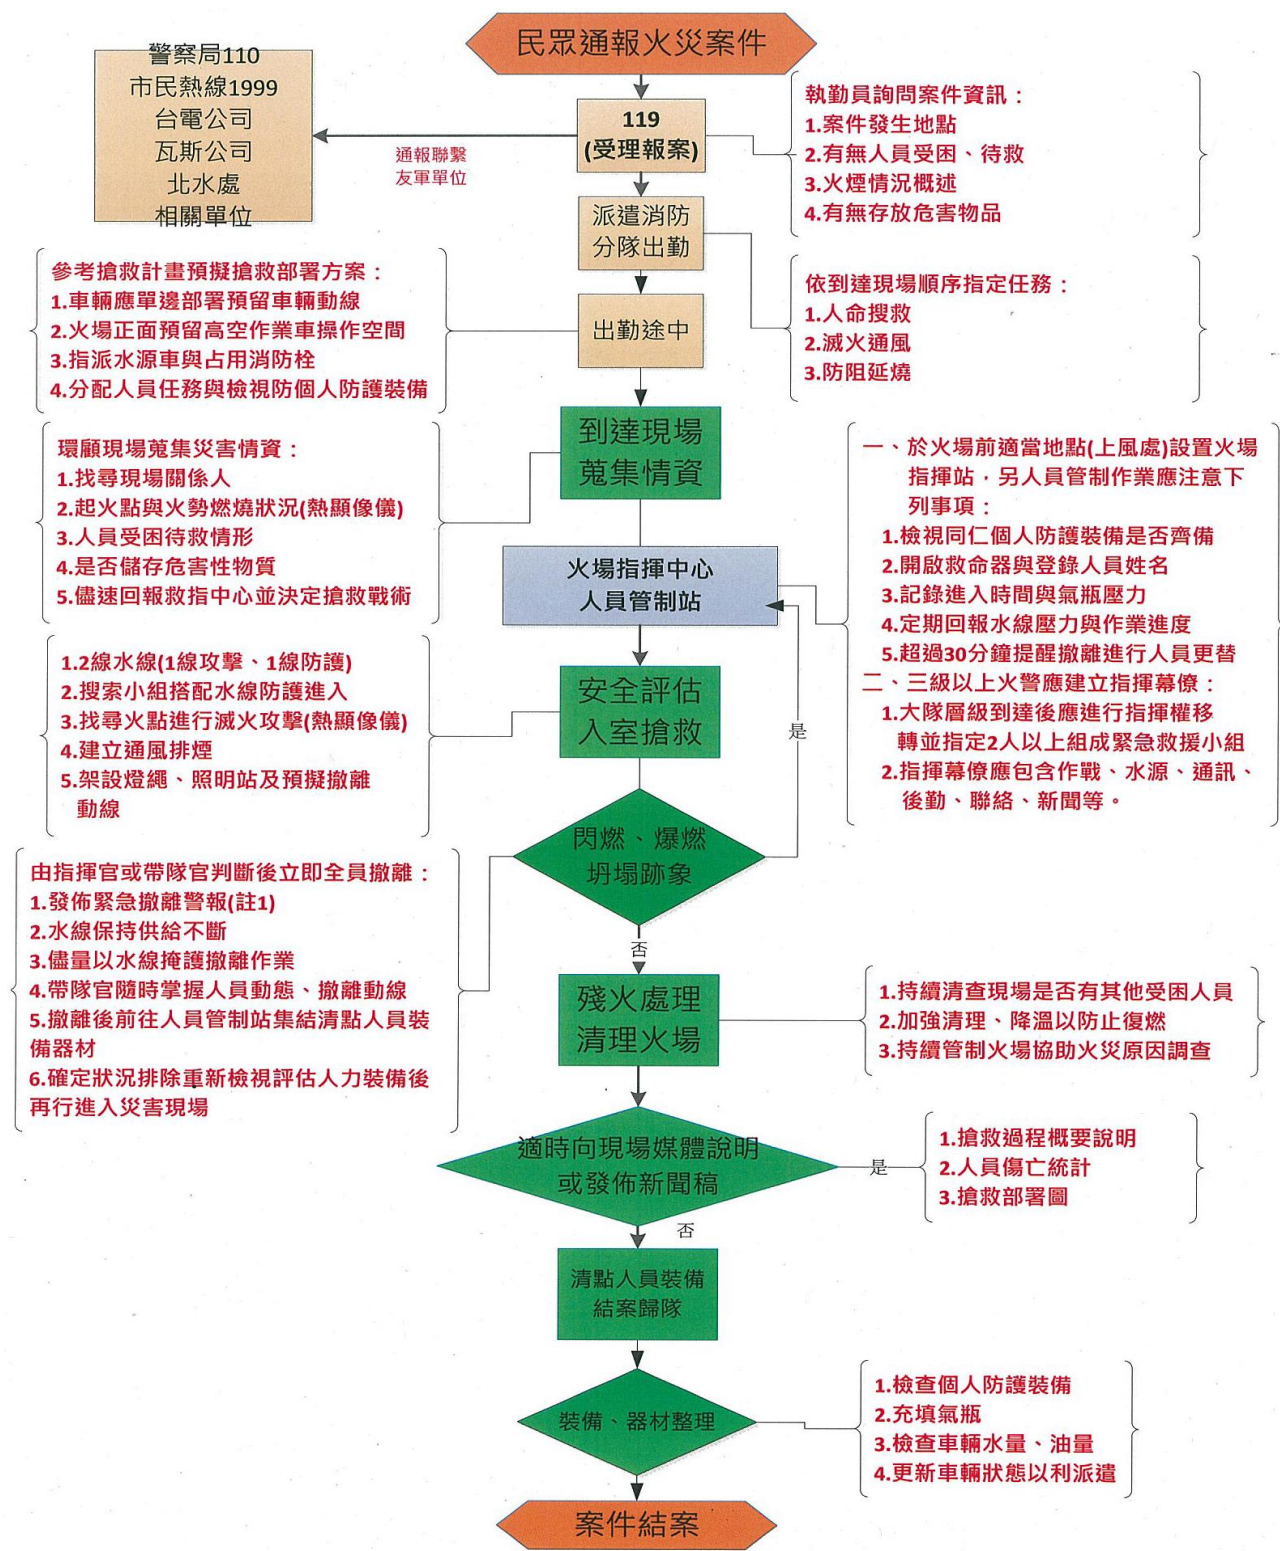 民眾通報火災案件
警察局110
市民熱線1999
台電公司
瓦斯公司
北水處
相關單位
119
(受理報案)
通報聯繫
友軍單位
執勤員詢問案件資訊：
1.案件發生地點
2.有無人員受困、待救
3.火煙情況概述
4.有無存放危害物品
派遣消防
分隊出勤
依到達現場順序指定任務：
1.人命搜救
2.滅火通風
3.防阻延燒
參考搶救計畫預擬搶救部署方案：
1.車輛應單邊部署預留車輛動線
2.火場正面預留高空作業車操作空間
3.指派水源車與占用消防栓
4.分配人員任務與檢視防個人防護裝備
出勤途中
到達現場
蒐集情資
環顧現場蒐集災害情資：
1.找尋現場關係人
2.起火點與火勢燃燒狀況(熱顯像儀)
3.人員受困待救情形
4.是否儲存危害性物質
5.儘速回報救指中心並決定搶救戰術
火場指揮中心
人員管制站
一、於火場前適當地點(上風處)設置火場
指揮站，另人員管制作業應注意下
列事項：
1.檢視同仁個人防護裝備是否齊備
2.開啟救命器與登錄人員姓名
3.記錄進入時間與氣瓶壓力
4.定期回報水線壓力與作業進度
5.超過30分鐘提醒撤離進行人員更替
二、三級以上火警應建立指揮幕僚：
1.大隊層級到達後應進行指揮權移
轉並指定2人以上組成緊急救援小組
2.指揮幕僚應包含作戰、水源、通訊、
後勤、聯絡、新聞等。
1.2線水線(1線攻擊、1線防護)
2.搜索小組搭配水線防護進入
3.找尋火點進行滅火攻擊(熱顯像儀)
4.建立通風排煙
5.架設燈繩、照明站及預擬撤離
動線
安全評估
入室搶救
是
閃燃、爆燃
坍塌跡象
由指揮官或帶隊官判斷後立即全員撤離：
1.發佈緊急撤離警報(註1)
2.水線保持供給不斷
3.儘量以水線掩護撤離作業
4.帶隊官隨時掌握人員動態、撤離動線
5.撤離後前往人員管制站集結清點人員裝
備器材
6.確定狀況排除重新檢視評估人力裝備後
再行進入災害現場
否
殘火處理
清理火場
1.持續清查現場是否有其他受困人員
2.加強清理、降溫以防止復燃
3.持續管制火場協助火災原因調查
適時向現場媒體說明
或發佈新聞稿
是
1.搶救過程概要說明
2.人員傷亡統計
3.搶救部署圖
否
清點人員裝備
結案歸隊
裝備、器材整理
1.檢查個人防護裝備
2.充填氣瓶
3.檢查車輛水量、油量
4.更新車輛狀態以利派遣
案件結案